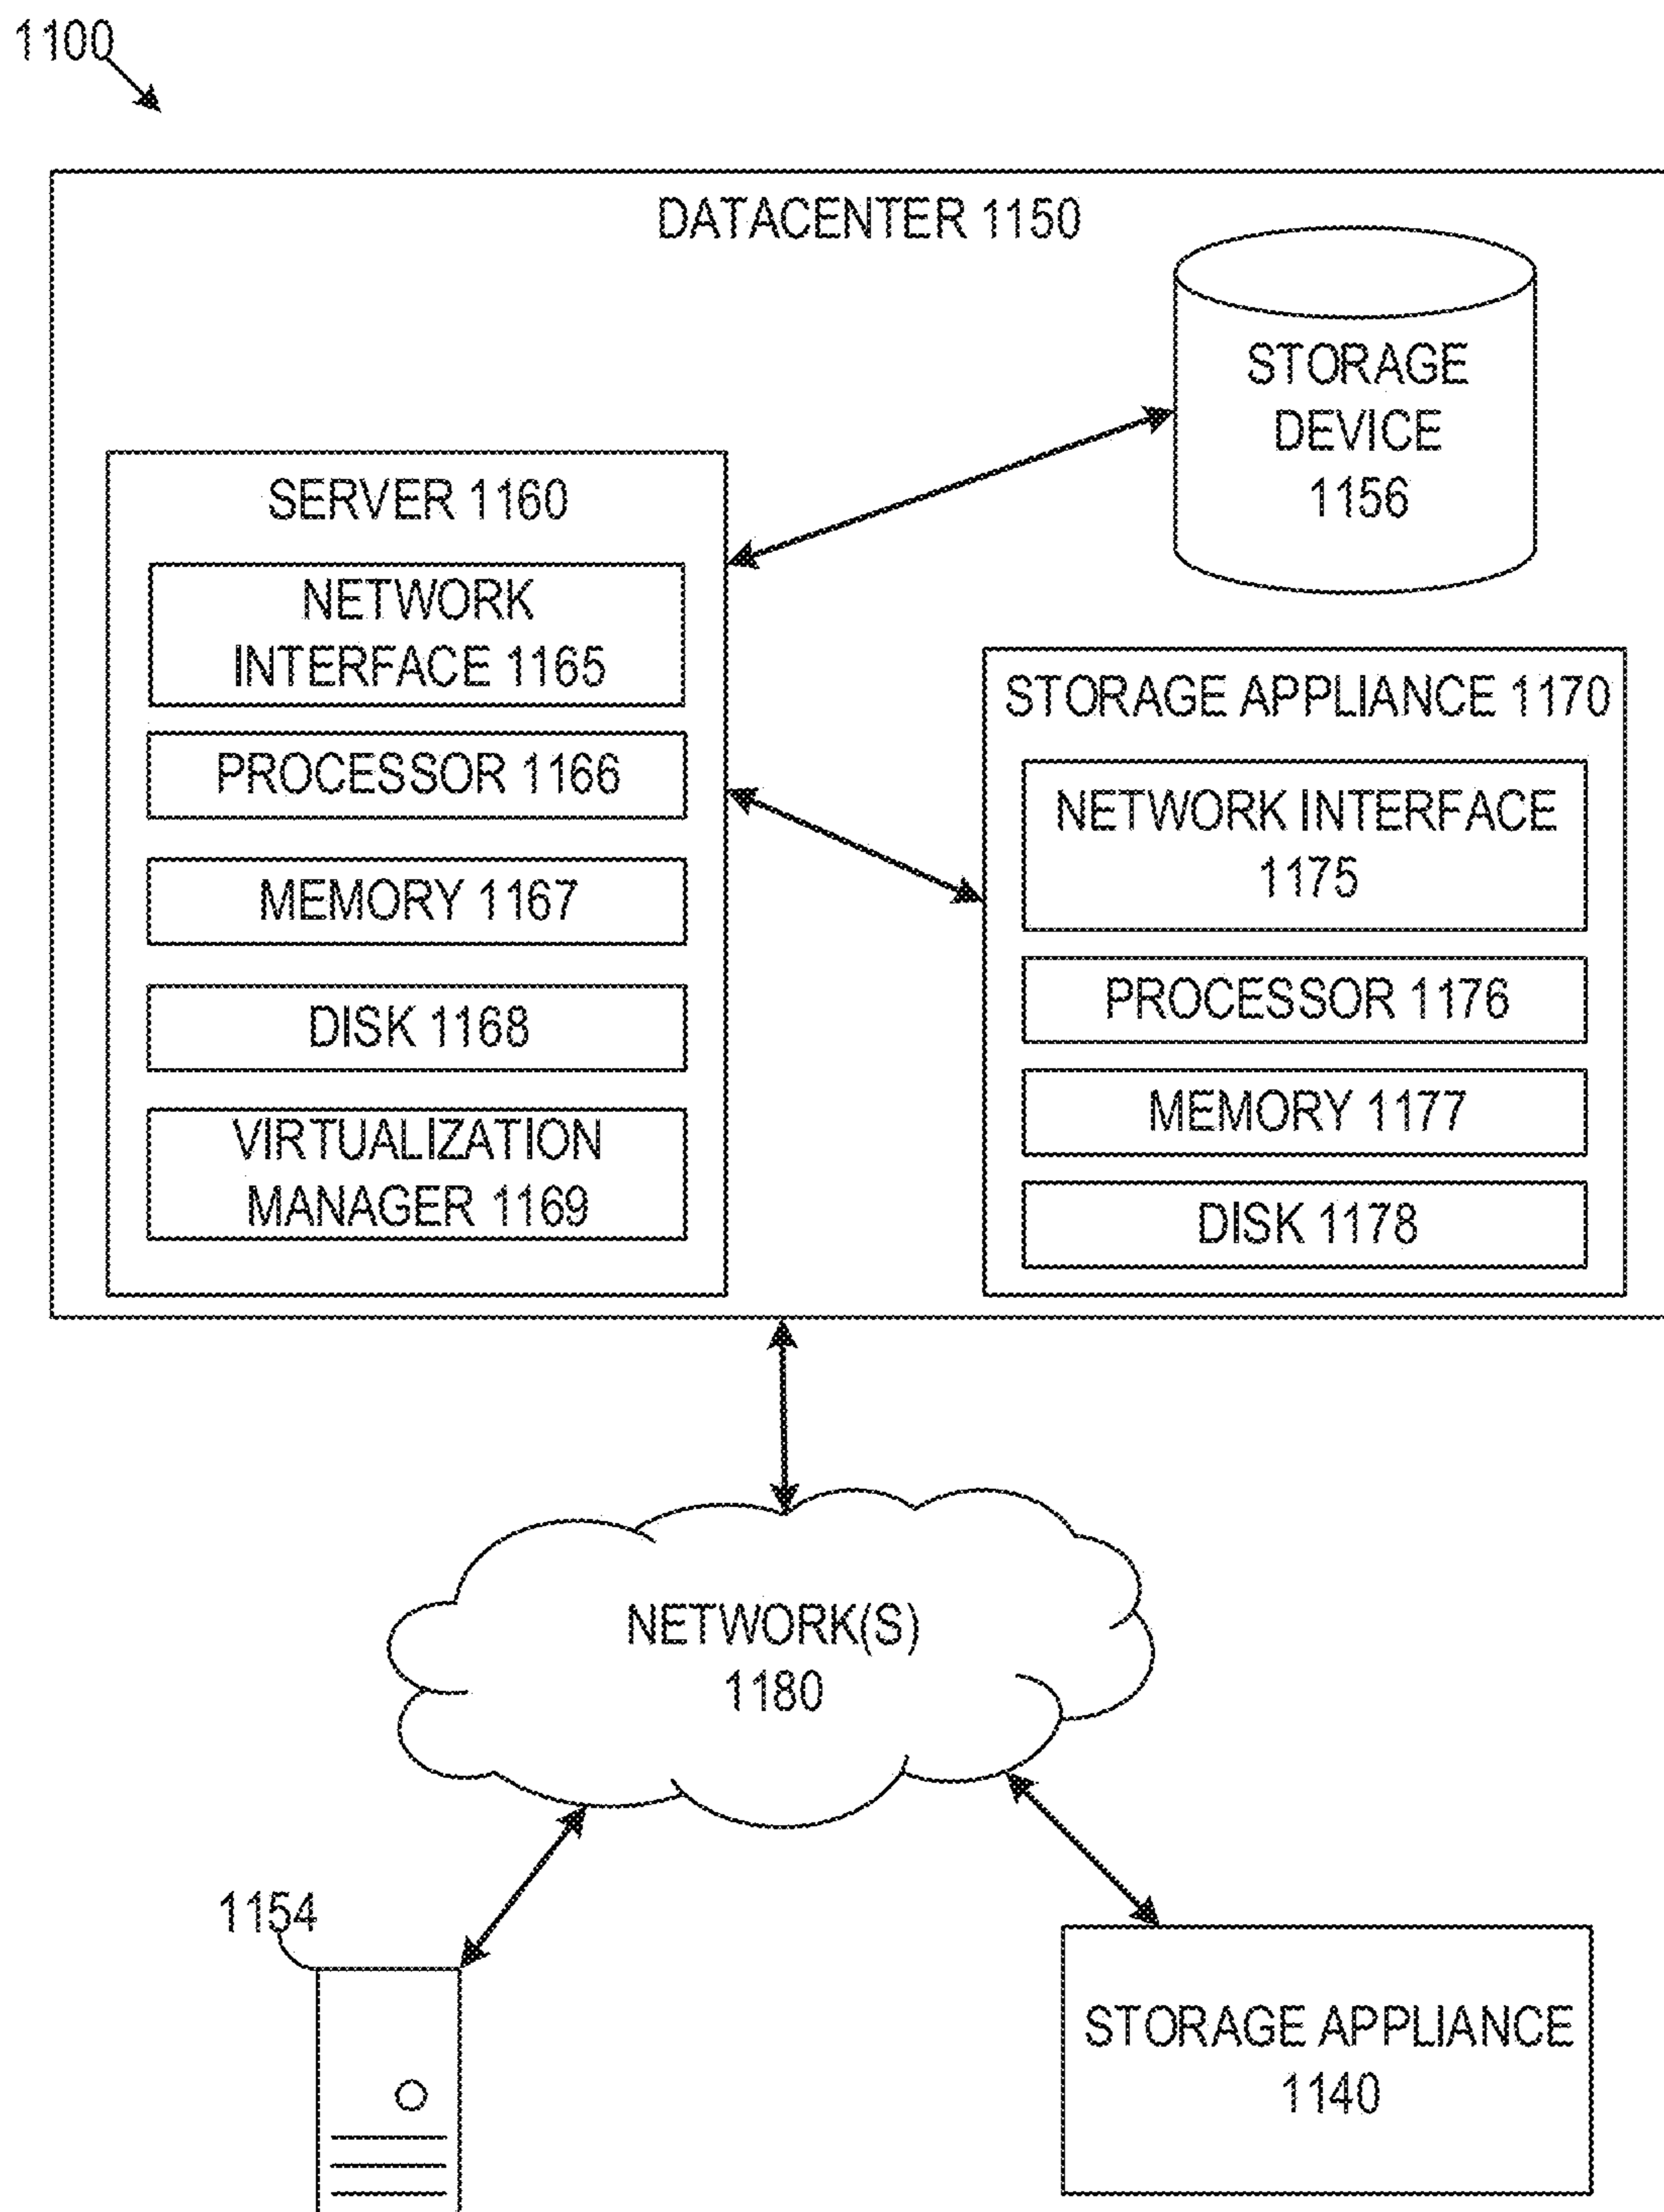 1100
DATACENTER 1150
STORAGE
DEVICE
1156
SERVER 1160
NETWORK
INTERFACE 1165
PROCESSOR 1166
MEMORY 1167
DISK 1168
VIRTUALIZATION
MANAGER 1169
STORAGE APPLIANCE 1170
NETWORK INTERFACE
1175
PROCESSOR 1176
MEMORY 1177
DISK 1178
NETWORK(S)
1180
1154
STORAGE APPLIANCE
1140